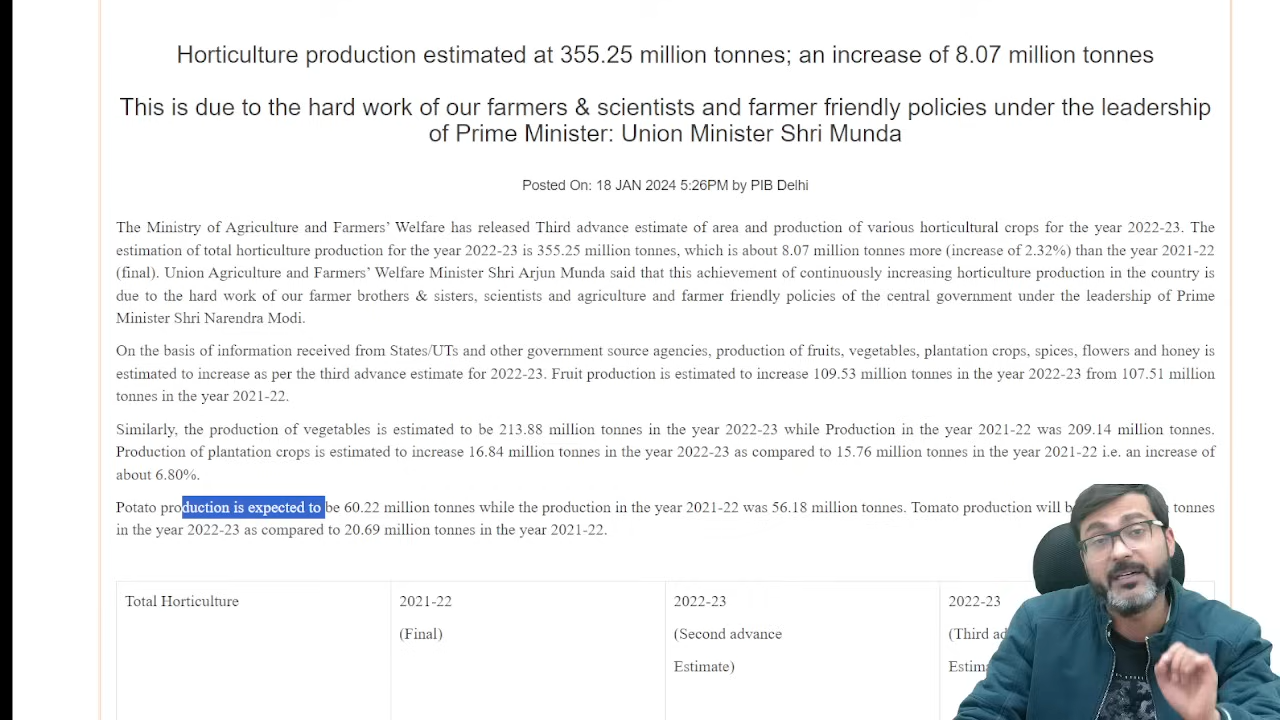 Horticulture production estimated at 355.25 million tonnes; an increase of 8.07 million tonnes
This is due to the hard work of our farmers & scientists and farmer friendly policies under the leadership
of Prime Minister: Union Minister Shri Munda
Posted On: 18 JAN 2024 5:26PM by PIB Delhi
The Ministry of Agriculture and Farmers’ Welfare has released Third advance estimate of area and production of various horticultural crops for the year 2022-23. The
estimation of total horticulture production for the year 2022-23 is 355.25 million tonnes, which is about 8.07 million tonnes more (increase of 2.32%) than the year 2021-22
(final). Union Agriculture and Farmers’ Welfare Minister Shri Arjun Munda said that this achievement of continuously increasing horticulture production in the country is
due to the hard work of our farmer brothers & sisters, scientists and agriculture and farmer friendly policies of the central government under the leadership of Prime
Minister Shri Narendra Modi.
On the basis of information received from States/UTs and other government source agencies, production of fruits, vegetables, plantation crops, spices, flowers and honey is
estimated to increase as per the third advance estimate for 2022-23. Fruit production is estimated to increase 109.53 million tonnes in the year 2022-23 from 107.51 million
tonnes in the year 2021-22.
Similarly, the production of vegetables is estimated to be 213.88 million tonnes in the year 2022-23 while Production in the year 2021-22 was 209.14 million tonnes.
Production of plantation crops is estimated to increase 16.84 million tonnes in the year 2022-23 as compared to 15.76 million tonnes in the year 2021-22 i.e. an increase of
about 6.80%.
Potato production is expected to be 60.22 million tonnes while the production in the year 2021-22 was 56.18 million tonnes. Tomato production will tonnes
in the year 2022-23 as compared to 20.69 million tonnes in the year 2021-22.
Total Horticulture 2021-22 2022-23 2022-23
(Final) (Second advance (Third
Estimate)